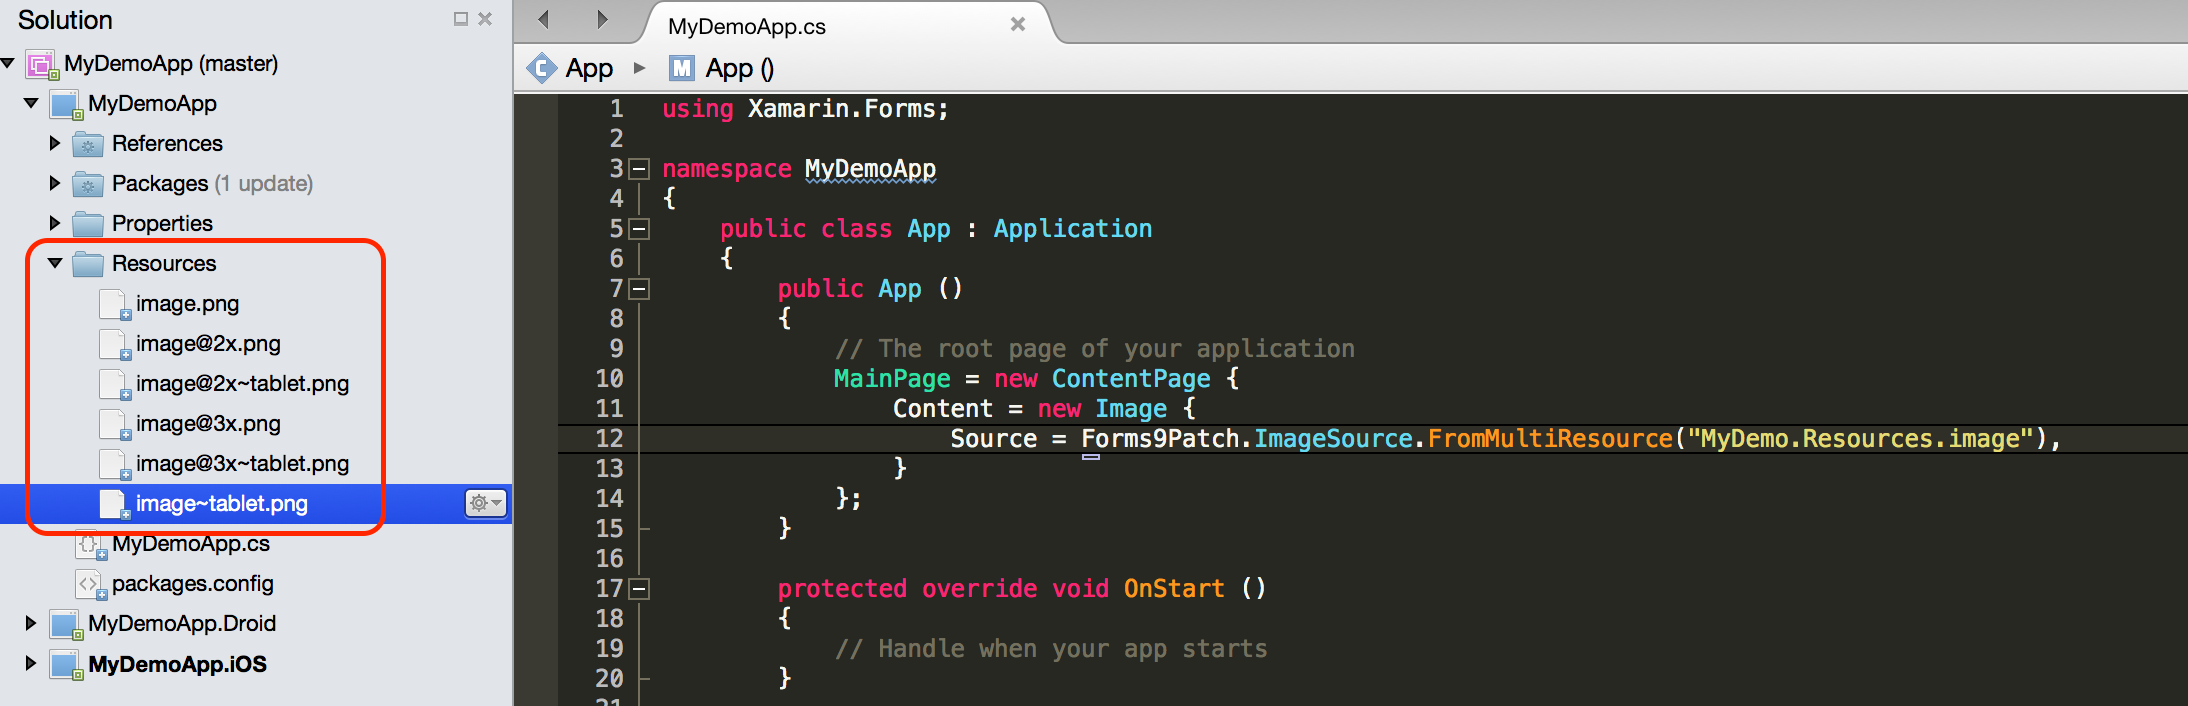 Solution
MyDemoApp (master)
MyDemoApp
References
Packages (1 update)
Properties
Resources
image.png
image@2x.png
image@2x~tablet.png
image@3x.png
image@3x~tablet.png
image~tablet.png
MyDemoApp.cs
packages.config
MyDemoApp.Droid
MyDemoApp.iOS
MyDemoApp.cs
C App ▸ M App ()
1 using Xamarin.Forms;
2
3 namespace MyDemoApp
4 {
5 public class App : Application
6 {
7 public App ()
8 {
9 // The root page of your application
10 MainPage = new ContentPage {
11 Content = new Image {
12 Source = Forms9Patch.ImageSource.FromMultiResource("MyDemo.Resources.image"),
13 }
14 };
15 }
16
17 protected override void OnStart ()
18 {
19 // Handle when your app starts
20 }
21